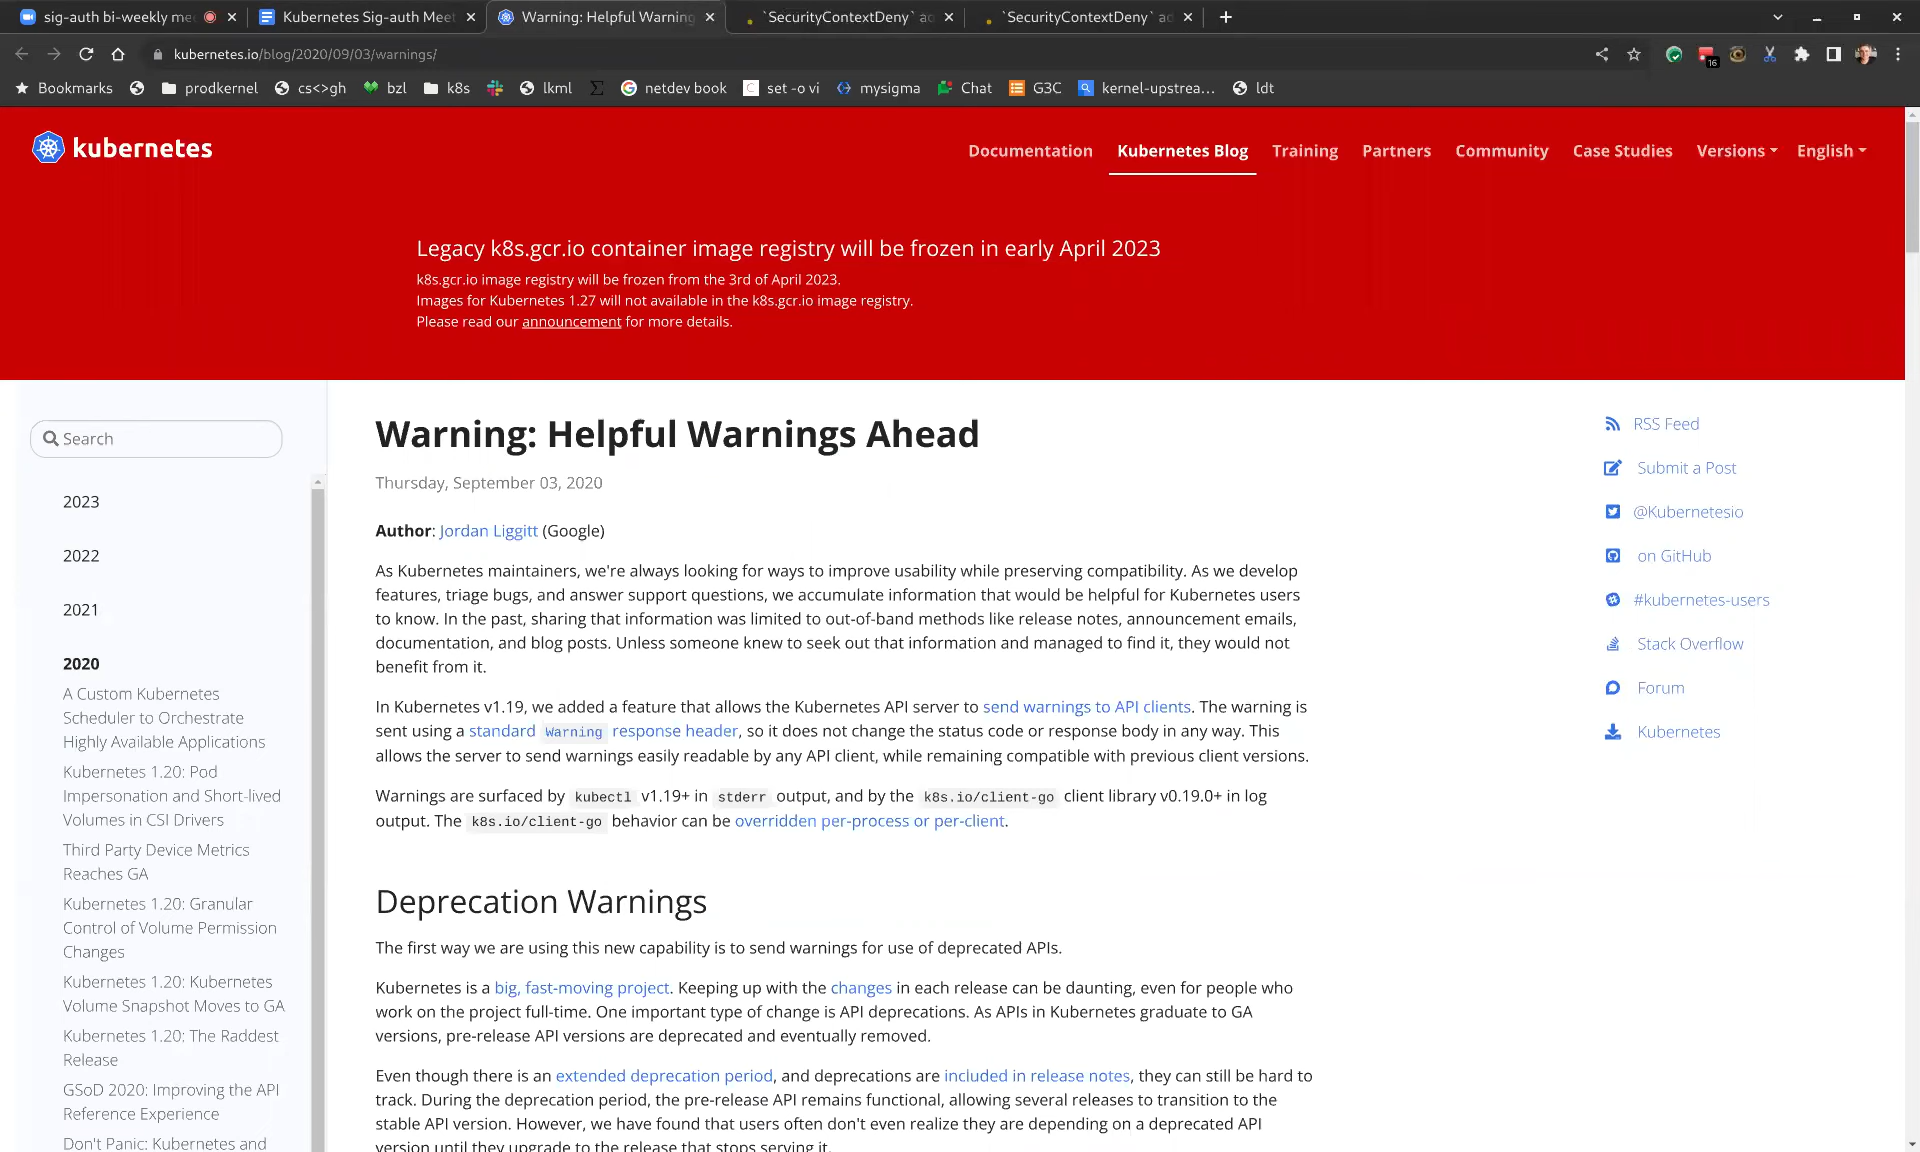 sig-auth bi-weekly me
Kubernetes Sig-auth Meet
Warning: Helpful Warning
`SecurityContextDeny` ad
`SecurityContextDeny` ad
kubernetes.io/blog/2020/09/03/warnings/
16
Bookmarks
prodkernel
cs<>gh
bzl
k8s
lkml
netdev book
set -o vi
mysigma
Chat
G3C
kernel-upstrea...
ldt
kubernetes
Documentation
Kubernetes Blog
Training
Partners
Community
Case Studies
Versions
English
Legacy k8s.gcr.io container image registry will be frozen in early April 2023
k8s.gcr.io image registry will be frozen from the 3rd of April 2023.
Images for Kubernetes 1.27 will not available in the k8s.gcr.io image registry.
Please read our announcement for more details.
Search
2023
2022
2021
2020
A Custom Kubernetes
Scheduler to Orchestrate
Highly Available Applications
Kubernetes 1.20: Pod
Impersonation and Short-lived
Volumes in CSI Drivers
Third Party Device Metrics
Reaches GA
Kubernetes 1.20: Granular
Control of Volume Permission
Changes
Kubernetes 1.20: Kubernetes
Volume Snapshot Moves to GA
Kubernetes 1.20: The Raddest
Release
GSoD 2020: Improving the API
Reference Experience
Don't Panic: Kubernetes and
Warning: Helpful Warnings Ahead
Thursday, September 03, 2020
Author: Jordan Liggitt (Google)
As Kubernetes maintainers, we're always looking for ways to improve usability while preserving compatibility. As we develop
features, triage bugs, and answer support questions, we accumulate information that would be helpful for Kubernetes users
to know. In the past, sharing that information was limited to out-of-band methods like release notes, announcement emails,
documentation, and blog posts. Unless someone knew to seek out that information and managed to find it, they would not
benefit from it.
In Kubernetes v1.19, we added a feature that allows the Kubernetes API server to send warnings to API clients. The warning is
sent using a standard Warning response header, so it does not change the status code or response body in any way. This
allows the server to send warnings easily readable by any API client, while remaining compatible with previous client versions.
Warnings are surfaced by kubectl v1.19+ in stderr output, and by the k8s.io/client-go client library v0.19.0+ in log
output. The k8s.io/client-go behavior can be overridden per-process or per-client.
Deprecation Warnings
The first way we are using this new capability is to send warnings for use of deprecated APIs.
Kubernetes is a big, fast-moving project. Keeping up with the changes in each release can be daunting, even for people who
work on the project full-time. One important type of change is API deprecations. As APIs in Kubernetes graduate to GA
versions, pre-release API versions are deprecated and eventually removed.
Even though there is an extended deprecation period, and deprecations are included in release notes, they can still be hard to
track. During the deprecation period, the pre-release API remains functional, allowing several releases to transition to the
stable API version. However, we have found that users often don't even realize they are depending on a deprecated API
version until they upgrade to the release that stops serving it.
RSS Feed
Submit a Post
@Kubernetesio
on GitHub
#kubernetes-users
Stack Overflow
Forum
Kubernetes